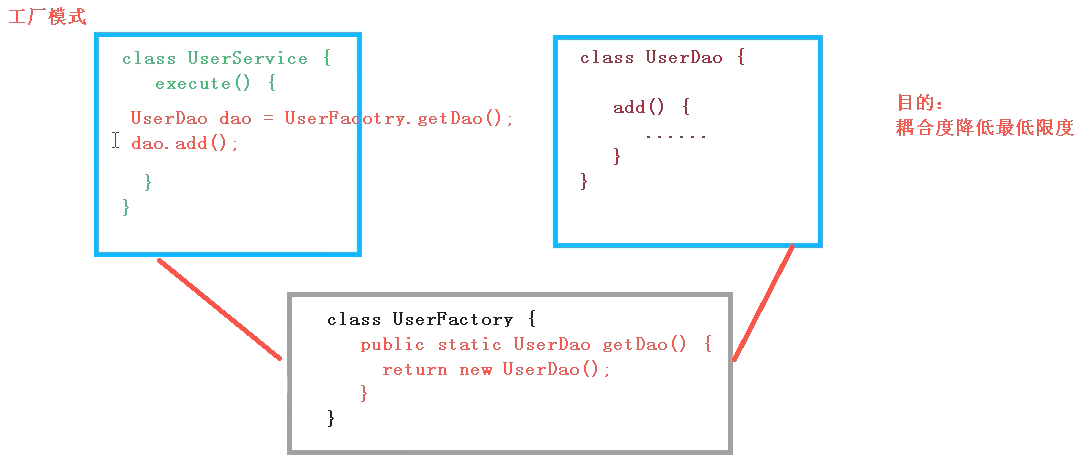 工厂模式
class UserService {
execute() {
UserDao dao = UserFacotry.getDao();
dao.add();
}
}
class UserDao {
add() {
......
}
}
目的：
耦合度降低最低限度
class UserFactory {
public static UserDao getDao() {
return new UserDao();
}
}